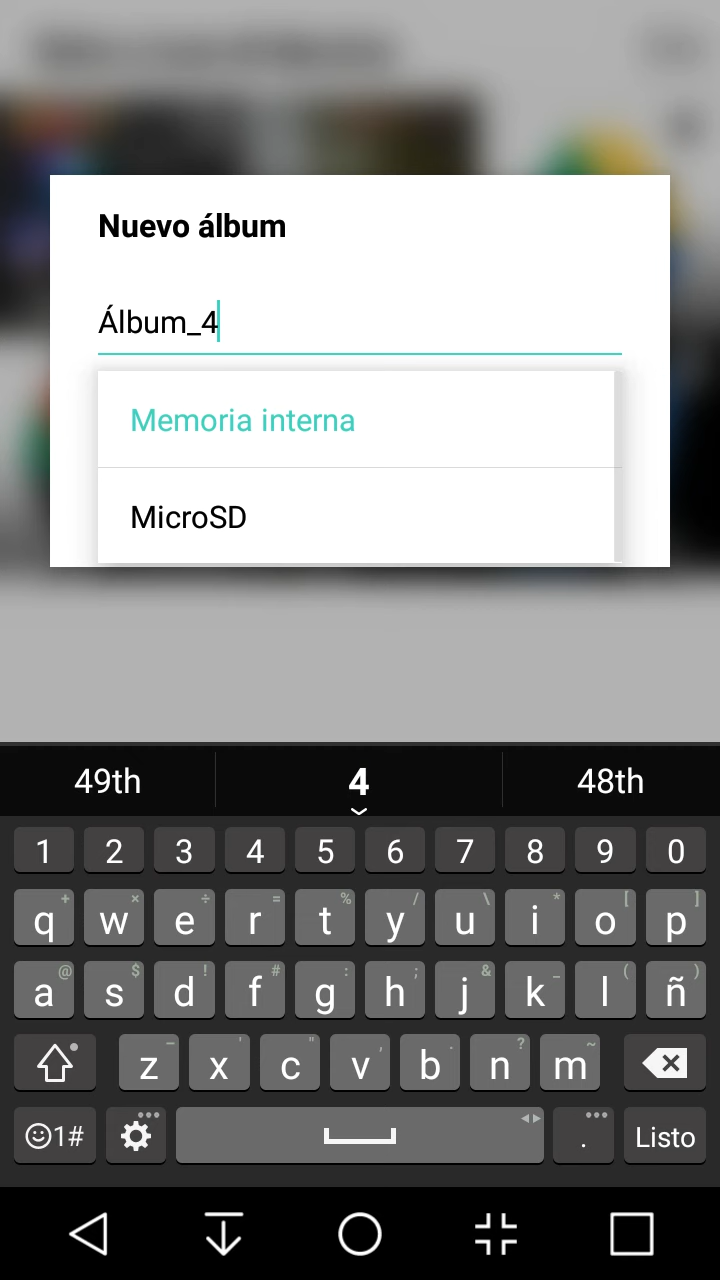 Nuevo álbum
Álbum_4
Memoria interna
MicroSD
49th 4 48th
1 2 3 4 5 6 7 8 9 0
+ × ÷ = % / \ * [ ]
q w e r t y u i o p
@ $ ! # : ; & _ ( )
a s d f g h j k l ñ
- ' " , . ? ~
z x c v b n m
1# . Listo